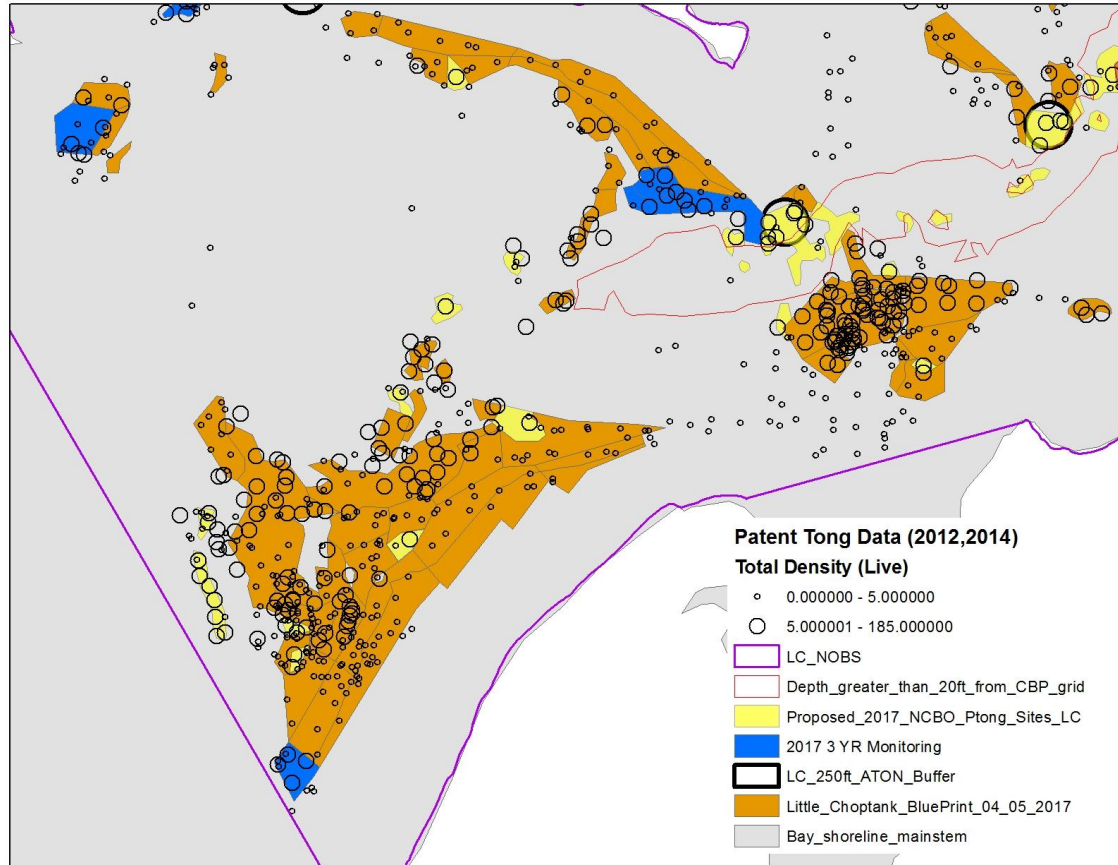 Patent Tong Data (2012,2014)
Total Density (Live)
0.000000 - 5.000000
5.000001 - 185.000000
LC_NOBS
Depth_greater_than_20ft_from_CBP_grid
Proposed_2017_NCBO_Ptong_Sites_LC
2017 3 YR Monitoring
LC_250ft_ATON_Buffer
Little_Choptank_BluePrint_04_05_2017
Bay_shoreline_mainstem